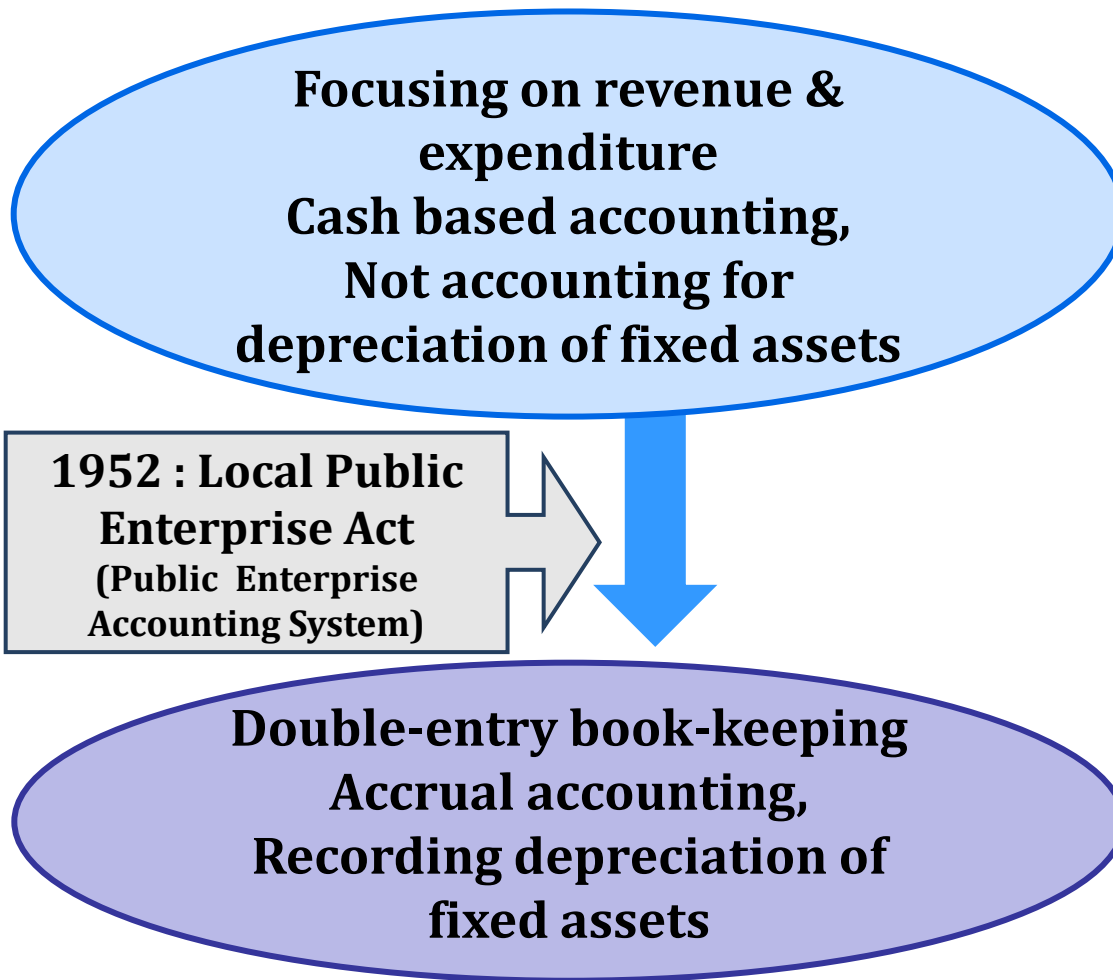 Focusing on revenue &
expenditure
Cash based accounting,
Not accounting for
depreciation of fixed assets
1952 : Local Public
Enterprise Act
(Public Enterprise
Accounting System)
Double-entry book-keeping
Accrual accounting,
Recording depreciation of
fixed assets